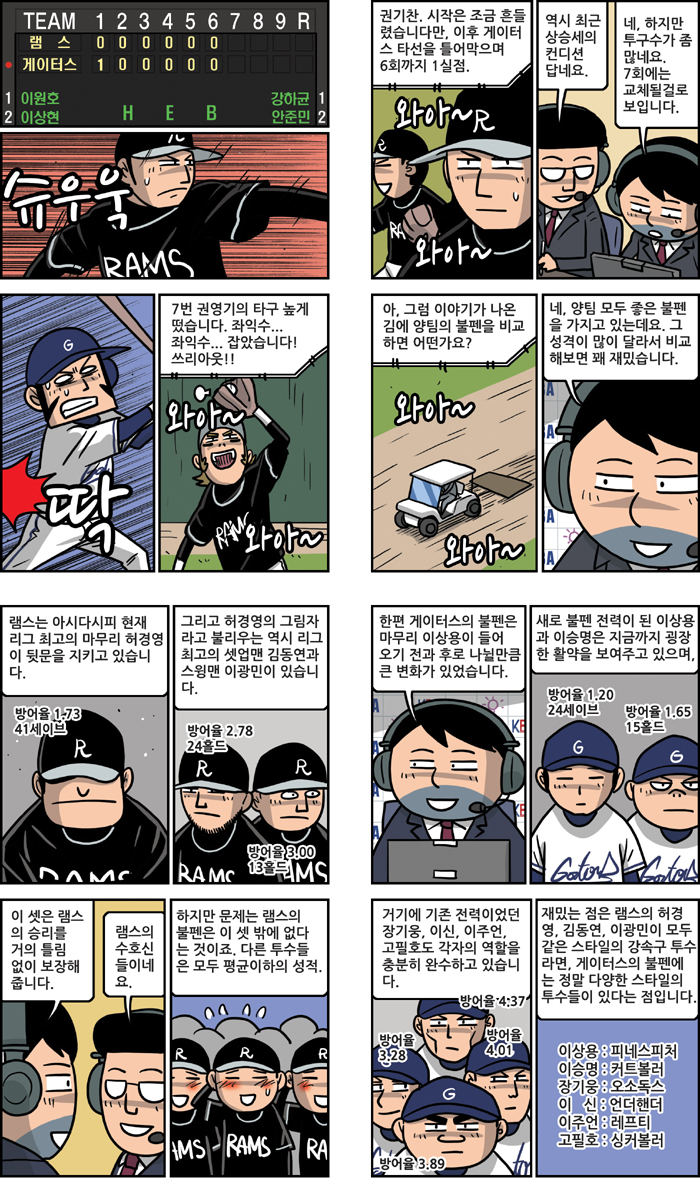 TEAM 1 2 3 4 5 6 7 8 9 R
램 스 0 0 0 0 0 0
게이터스 1 0 0 0 0 0
1 이원호 강하균 1
2 이상현 H E B 안준민 2
R
슈우욱
RAMS
G
딱
7번 권영기의 타구 높게
떴습니다. 좌익수...
좌익수... 잡았습니다!
쓰리아웃!!
와아~
RAMS
와아~
권기찬. 시작은 조금 흔들
렸습니다만, 이후 게이터
스 타선을 틀어막으며
6회까지 1실점.
와아~
R
와아~
역시 최근
상승세의
컨디션
답네요.
네, 하지만
투구수가 좀
많네요.
7회에는
교체될걸로
보입니다.
아, 그럼 이야기가 나온
김에 양팀의 불펜을 비교
하면 어떤가요?
와아~
와아~
네, 양팀 모두 좋은 불펜
을 가지고 있는데요. 그
성격이 많이 달라서 비교
해보면 꽤 재밌습니다.
램스는 아시다시피 현재
리그 최고의 마무리 허경영
이 뒷문을 지키고 있습니
다.
방어율 1.73
41세이브
R
그리고 허경영의 그림자
라고 불리우는 역시 리그
최고의 셋업맨 김동연과
스윙맨 이광민이 있습니
다.
방어율 2.78
24홀드
R
R
방어율 3.00
13홀드
RAMS
이 셋은 램스
의 승리를
거의 틀림
없이 보장해
줍니다.
램스의
수호신
들이네
요.
하지만 문제는 램스의
불펜은 이 셋 밖에 없다
는 것이죠. 다른 투수들
은 모두 평균이하의 성적.
R
RAMS
한편 게이터스의 불펜은
마무리 이상용이 들어
오기 전과 후로 나뉠만큼
큰 변화가 있었습니다.
새로 불펜 전력이 된 이상용
과 이승명은 지금까지 굉장
한 활약을 보여주고 있으며,
방어율 1.20
24세이브
방어율 1.65
15홀드
G
G
Gators
거기에 기존 전력이었던
장기웅, 이신, 이주언,
고필호도 각자의 역할을
충분히 완수하고 있습니
다.
방어율 4.37
방어율
3.28
방어율
4.01
G
방어율 3.89
재밌는 점은 램스의 허경
영, 김동연, 이광민이 모두
같은 스타일의 강속구 투수
라면, 게이터스의 불펜에
는 정말 다양한 스타일의
투수들이 있다는 점입니다.
이상용 : 피네스피처
이승명 : 커트볼러
장기웅 : 오소독스
이 신 : 언더핸더
이주언 : 레프티
고필호 : 싱커볼러